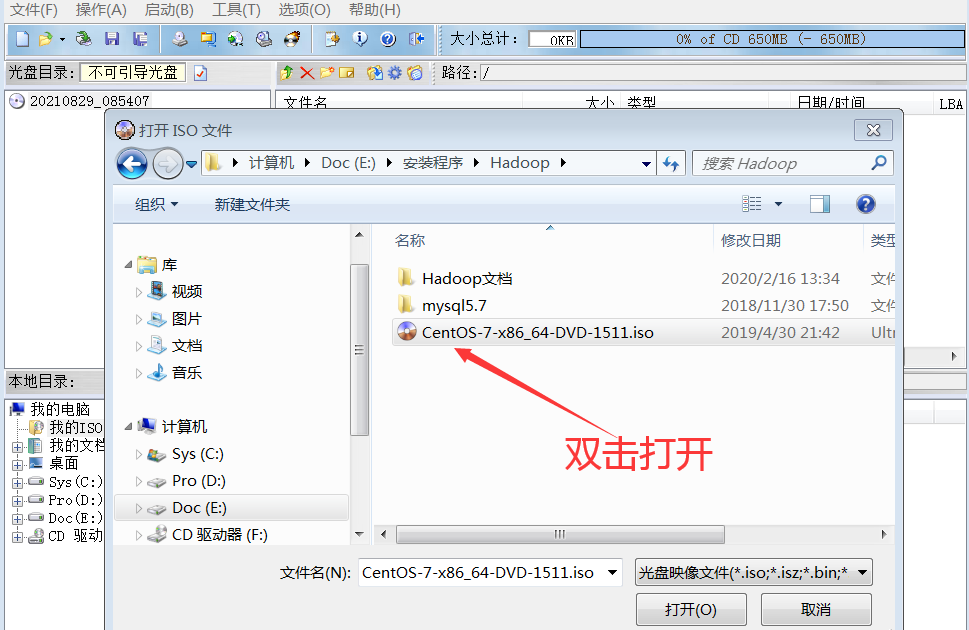 文件(F) 操作(A) 启动(B) 工具(T) 选项(O) 帮助(H)
大小总计: 0KB 0% of CD 650MB (- 650MB)
光盘目录: 不可引导光盘 路径: /
20210829_085407 文件名 大小 类型 日期/时间 LBA
打开 ISO 文件
计算机 Doc (E:) 安装程序 Hadoop 搜索 Hadoop
组织 新建文件夹
名称 修改日期 类型
库
Hadoop文档 2020/2/16 13:34 文件
视频
mysql5.7 2018/11/30 17:50 文件
图片
CentOS-7-x86_64-DVD-1511.iso 2019/4/30 21:42 Ultr
文档
音乐
双击打开
本地目录:
我的电脑
我的ISO
我的文档
桌面
Sys(C:)
Pro(D:)
Doc(E:)
CD 驱动
计算机
Sys (C:)
Pro (D:)
Doc (E:)
CD 驱动器 (F:)
文件名(N): CentOS-7-x86_64-DVD-1511.iso 光盘映像文件(*.iso;*.isz;*.bin;*
打开(O) 取消